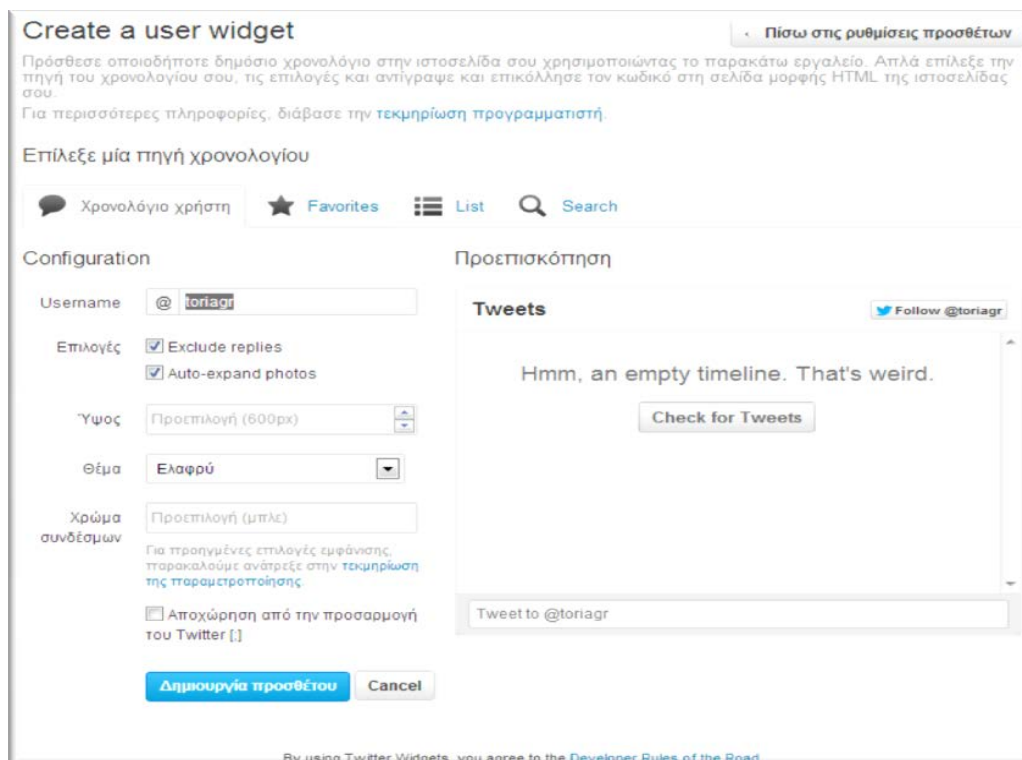 Create a user widget
Πίσω στις ρυθμίσεις προσθέτων
Πρόσθεσε οποιοδήποτε δημόσιο χρονολόγιο στην ιστοσελίδα σου χρησιμοποιώντας το παρακάτω εργαλείο. Απλά επίλεξε την
πηγή του χρονολογίου σου, τις επιλογές και αντίγραψε και επικόλλησε τον κωδικό στη σελίδα μορφής HTML της ιστοσελίδας
σου.
Για περισσότερες πληροφορίες, διάβασε την τεκμηρίωση προγραμματιστή.
Επίλεξε μία πηγή χρονολογίου
Χρονολόγιο χρήστη Favorites List Search
Configuration
Username @ toriagr
Επιλογές Exclude replies
Auto-expand photos
Ύψος Προεπιλογή (600px)
Θέμα Ελαφρύ
Χρώμα συνδέσμων Προεπιλογή (μπλε)
Για προηγμένες επιλογές εμφάνισης,
παρακαλούμε ανάτρεξε στην τεκμηρίωση
της παραμετροποίησης.
Αποχώρηση από την προσαρμογή
του Twitter [;]
Δημιουργία προσθέτου Cancel
Προεπισκόπηση
Tweets Follow @toriagr
Hmm, an empty timeline. That's weird.
Check for Tweets
Tweet to @toriagr
By using Twitter Widgets, you agree to the Developer Rules of the Road